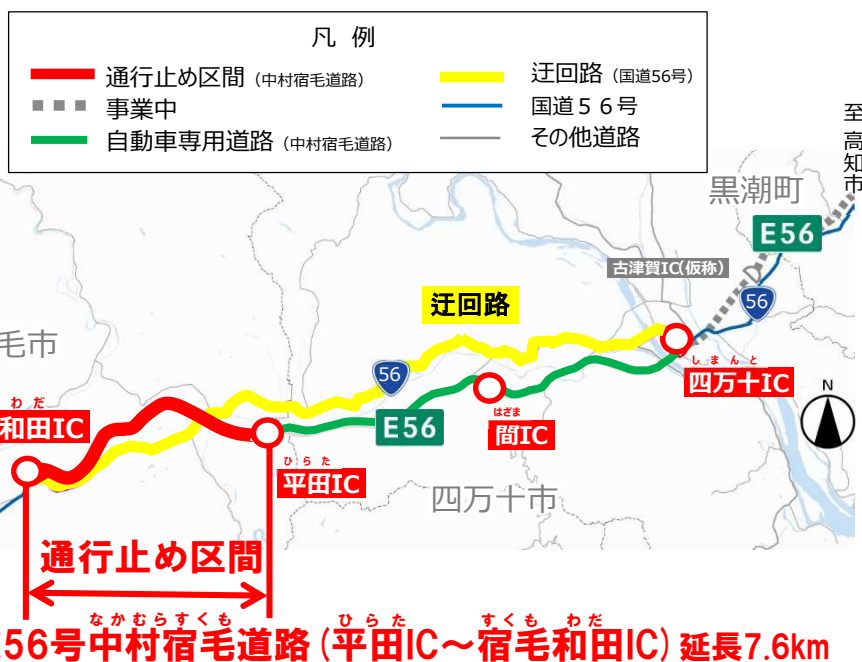 凡 例
通行止め区間 (中村宿毛道路)
迂回路 (国道56号)
事業中
国道５６号
自動車専用道路 (中村宿毛道路)
その他道路
至
高知市
黒潮町
E56
古津賀IC(仮称)
56
迂回路
毛市
56
しまんと
四万十IC
N
わだ
和田IC
E56
はざま
間IC
ひらた
平田IC
四万十市
通行止め区間
なかむらすくも ひらた すくも わだ
56号中村宿毛道路(平田IC～宿毛和田IC) 延長7.6km